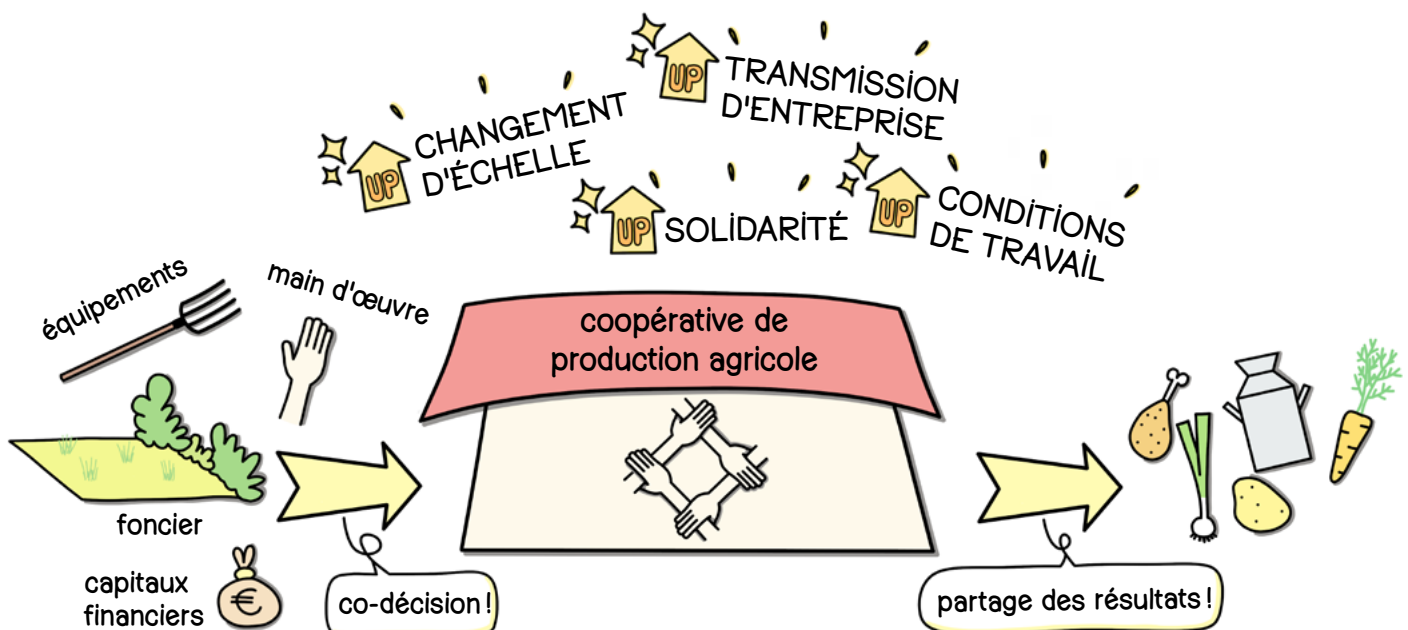 UP
TRANSMISSION
D'ENTREPRISE
UP
CHANGEMENT
D'ÉCHELLE
UP
SOLIDARITÉ
UP
CONDITIONS
DE TRAVAIL
équipements
main d'œuvre
foncier
capitaux
financiers
€
co-décision !
coopérative de
production agricole
partage des résultats !